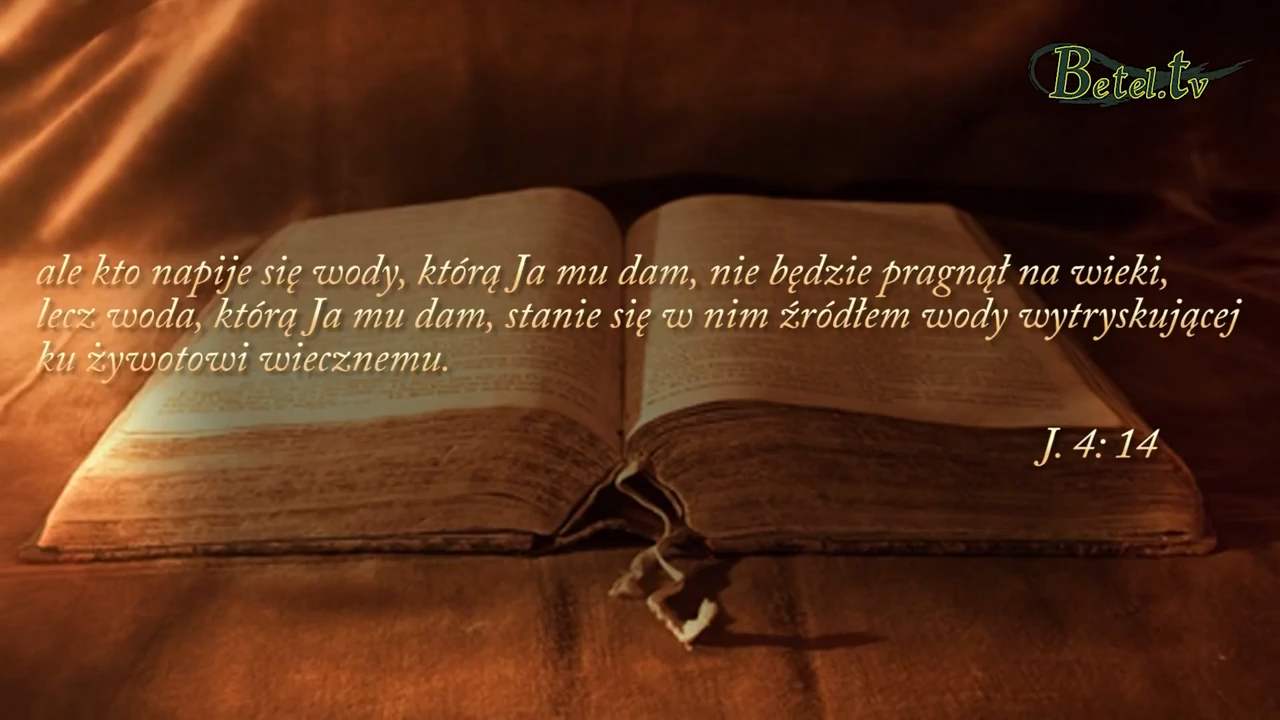 Betel.tv
ale kto napije się wody, którą Ja mu dam, nie będzie pragnął na wieki,
lecz woda, którą Ja mu dam, stanie się w nim źródłem wody wytryskującej
ku żywotowi wiecznemu.
J. 4: 14